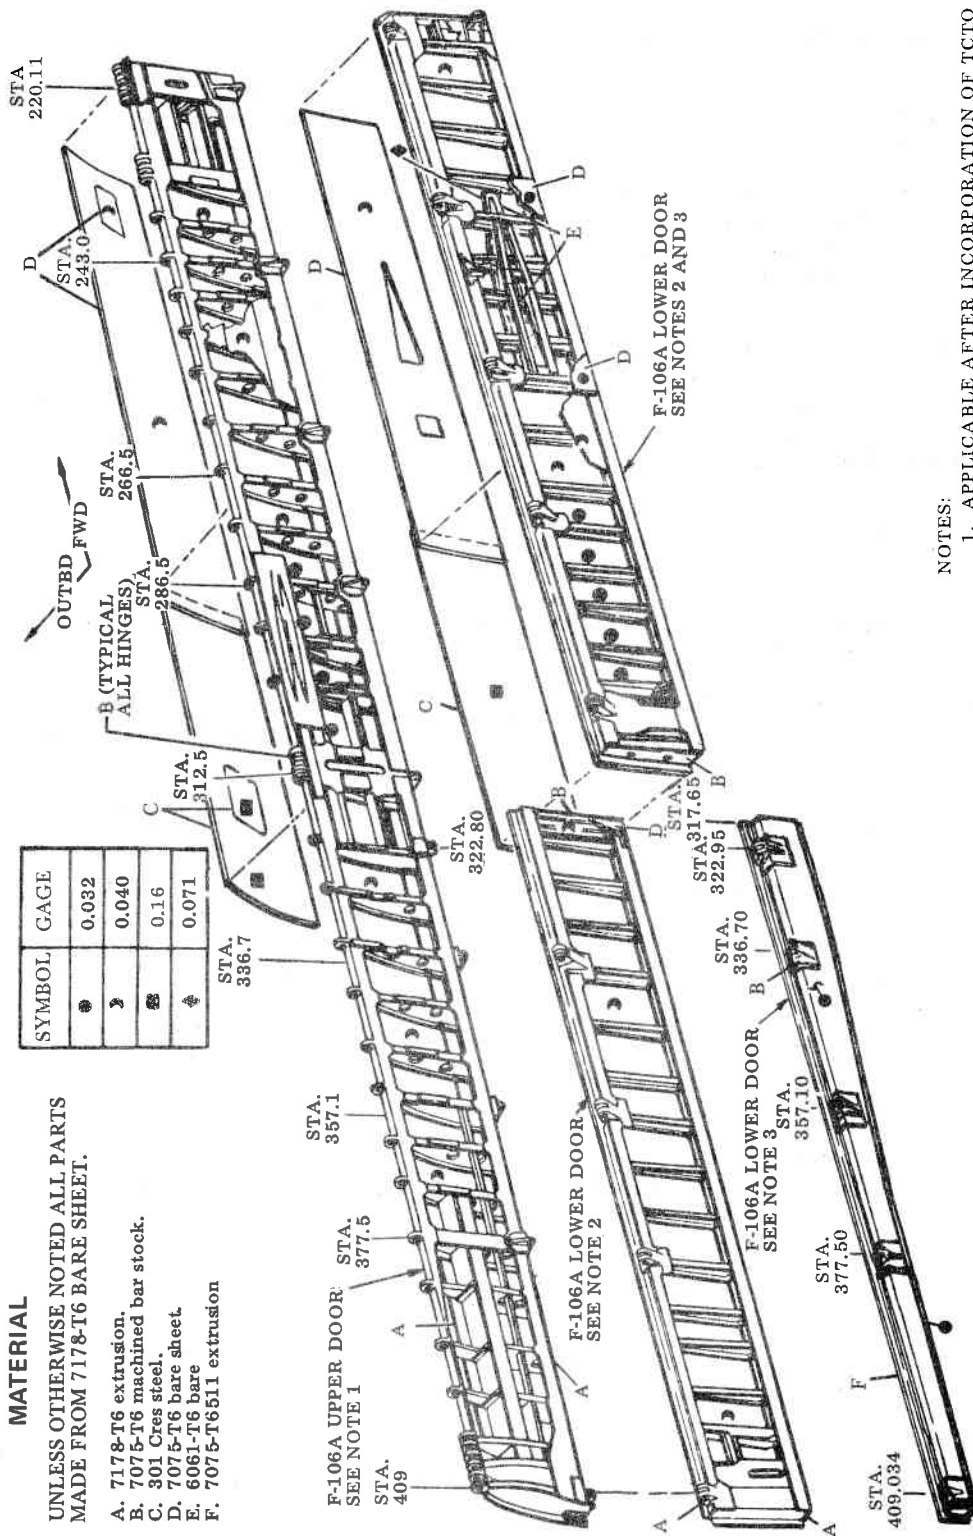 MATERIAL
UNLESS OTHERWISE NOTED ALL PARTS
MADE FROM 7178-T6 BARE SHEET.
A. 7178-T6 extrusion.
B. 7075-T6 machined bar stock.
C. 301 Cres steel.
D. 7075-T6 bare sheet.
E. 6061-T6 bare
F. 7075-T6511 extrusion
SYMBOL GAGE
0.032
0.040
0.16
0.071
OUTBD
FWD
STA
220.11
D
STA.
243.0
STA.
266.5
STA.
286.5
B (TYPICAL
ALL HINGES)
STA.
312.5
C
STA.
322.80
STA.
336.7
STA.
357.1
STA.
377.5
A
A
F-106A UPPER DOOR
SEE NOTE 1
STA.
409
D
C
D
E
D
F-106A LOWER DOOR
SEE NOTES 2 AND 3
B
B
D
F-106A LOWER DOOR
SEE NOTE 2
A
A
STA.
317.65
STA.
322.95
STA.
336.70
B
F-106A LOWER DOOR
SEE NOTE 3
STA.
357.10
STA.
377.50
F
STA.
409.034
NOTES:
1. APPLICABLE AFTER INCORPORATION OF TCTO